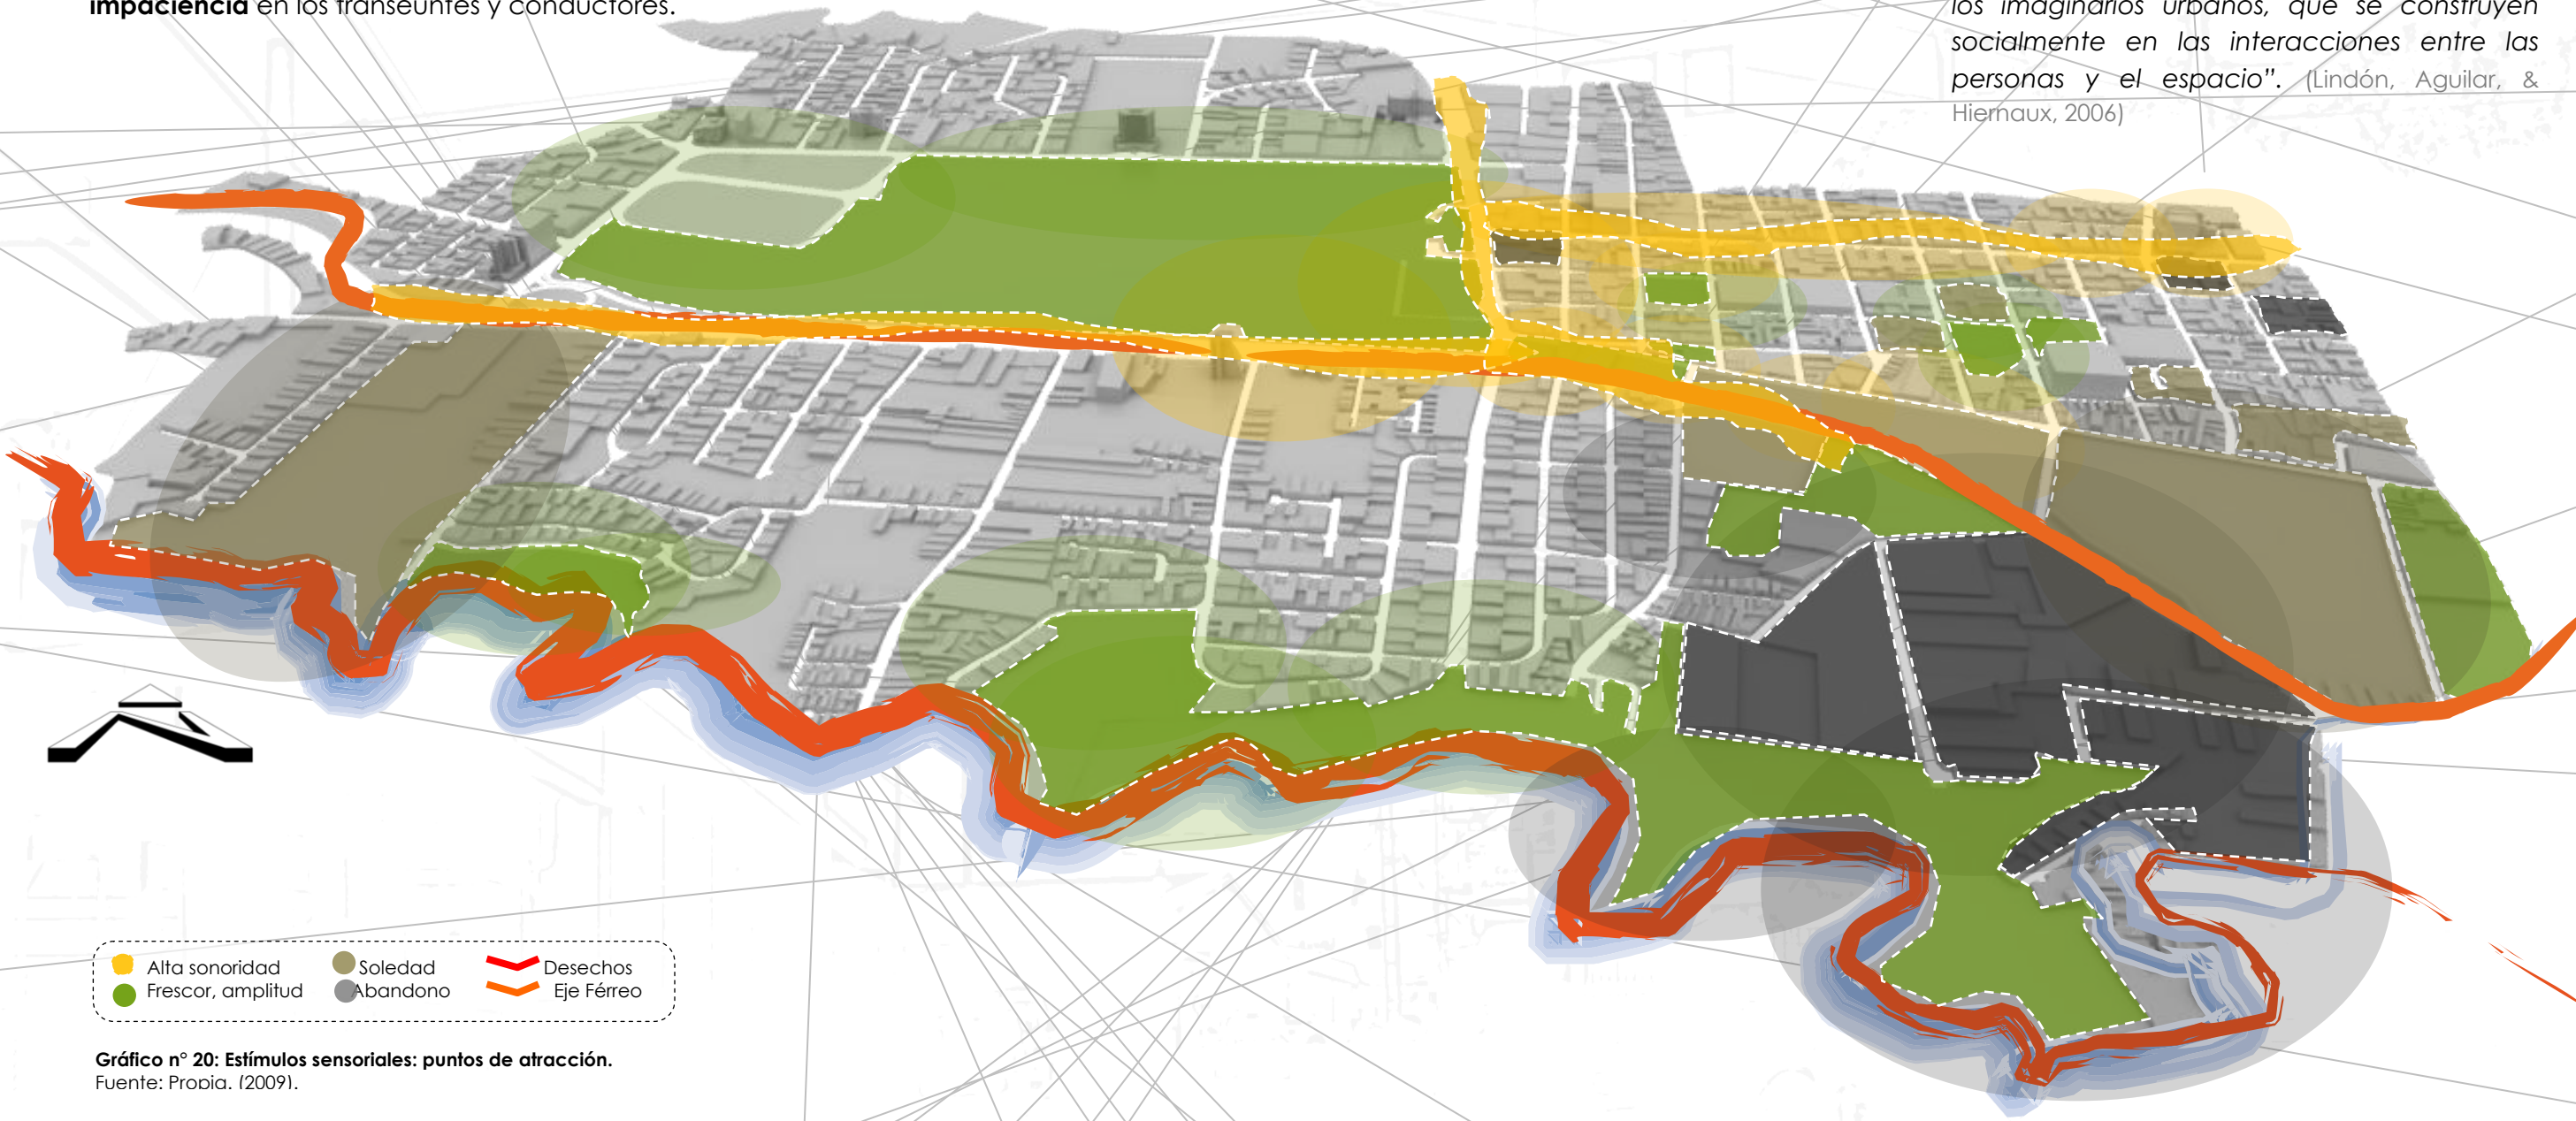 impaciencia en los transeúntes y conductores.
los imaginarios urbanos, que se construyen
socialmente en las interacciones entre las
personas y el espacio”. (Lindón, Aguilar, &
Hiernaux, 2006)
Alta sonoridad
Frescor, amplitud
Soledad
Abandono
Desechos
Eje Férreo
Gráfico n° 20: Estímulos sensoriales: puntos de atracción.
Fuente: Propia. (2009).